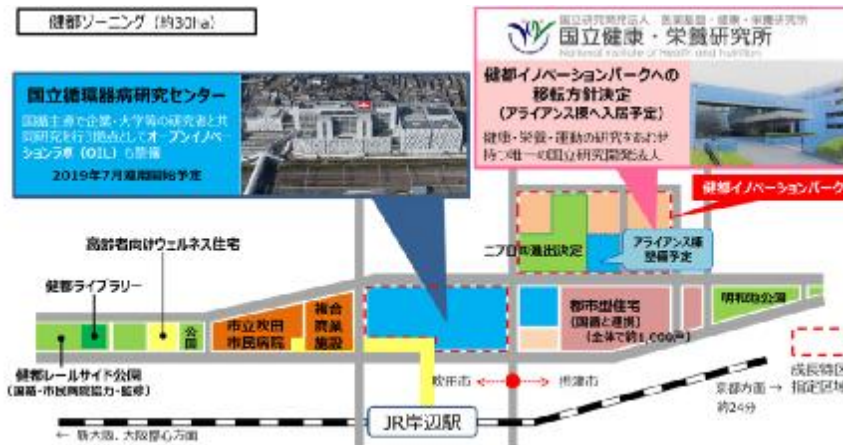 健都ゾーニング (約30ha)
国立研究開発法人 医薬基盤・健康・栄養研究所
国立健康・栄養研究所
National Institute of Health and Nutrition
健都イノベーションパークへの
移転方針決定
(アライアンス棟へ入居予定)
健康・栄養・運動の研究をあわせ
持つ唯一の国立研究開発法人
国立循環器病研究センター
国循主導で企業・大学等の研究者と共
同研究を行う拠点としてオープンイノベ
ーションラボ (OIL) も整備
2019年7月運用開始予定
健都イノベーションパーク
高齢者向けウェルネス住宅
ニプロ㈱進出決定
アライアンス棟
整備予定
健都ライブラリー
公園
市立吹田
市民病院
複合
商業
施設
都市型住宅
(国循と連携)
(全体で約1,000戸)
明和池公園
健都レールサイド公園
(国循・市民病院協力・監修)
吹田市
摂津市
京都方面 →
約24分
成長特区
指定区域
JR岸辺駅
← 新大阪、大阪都心方面